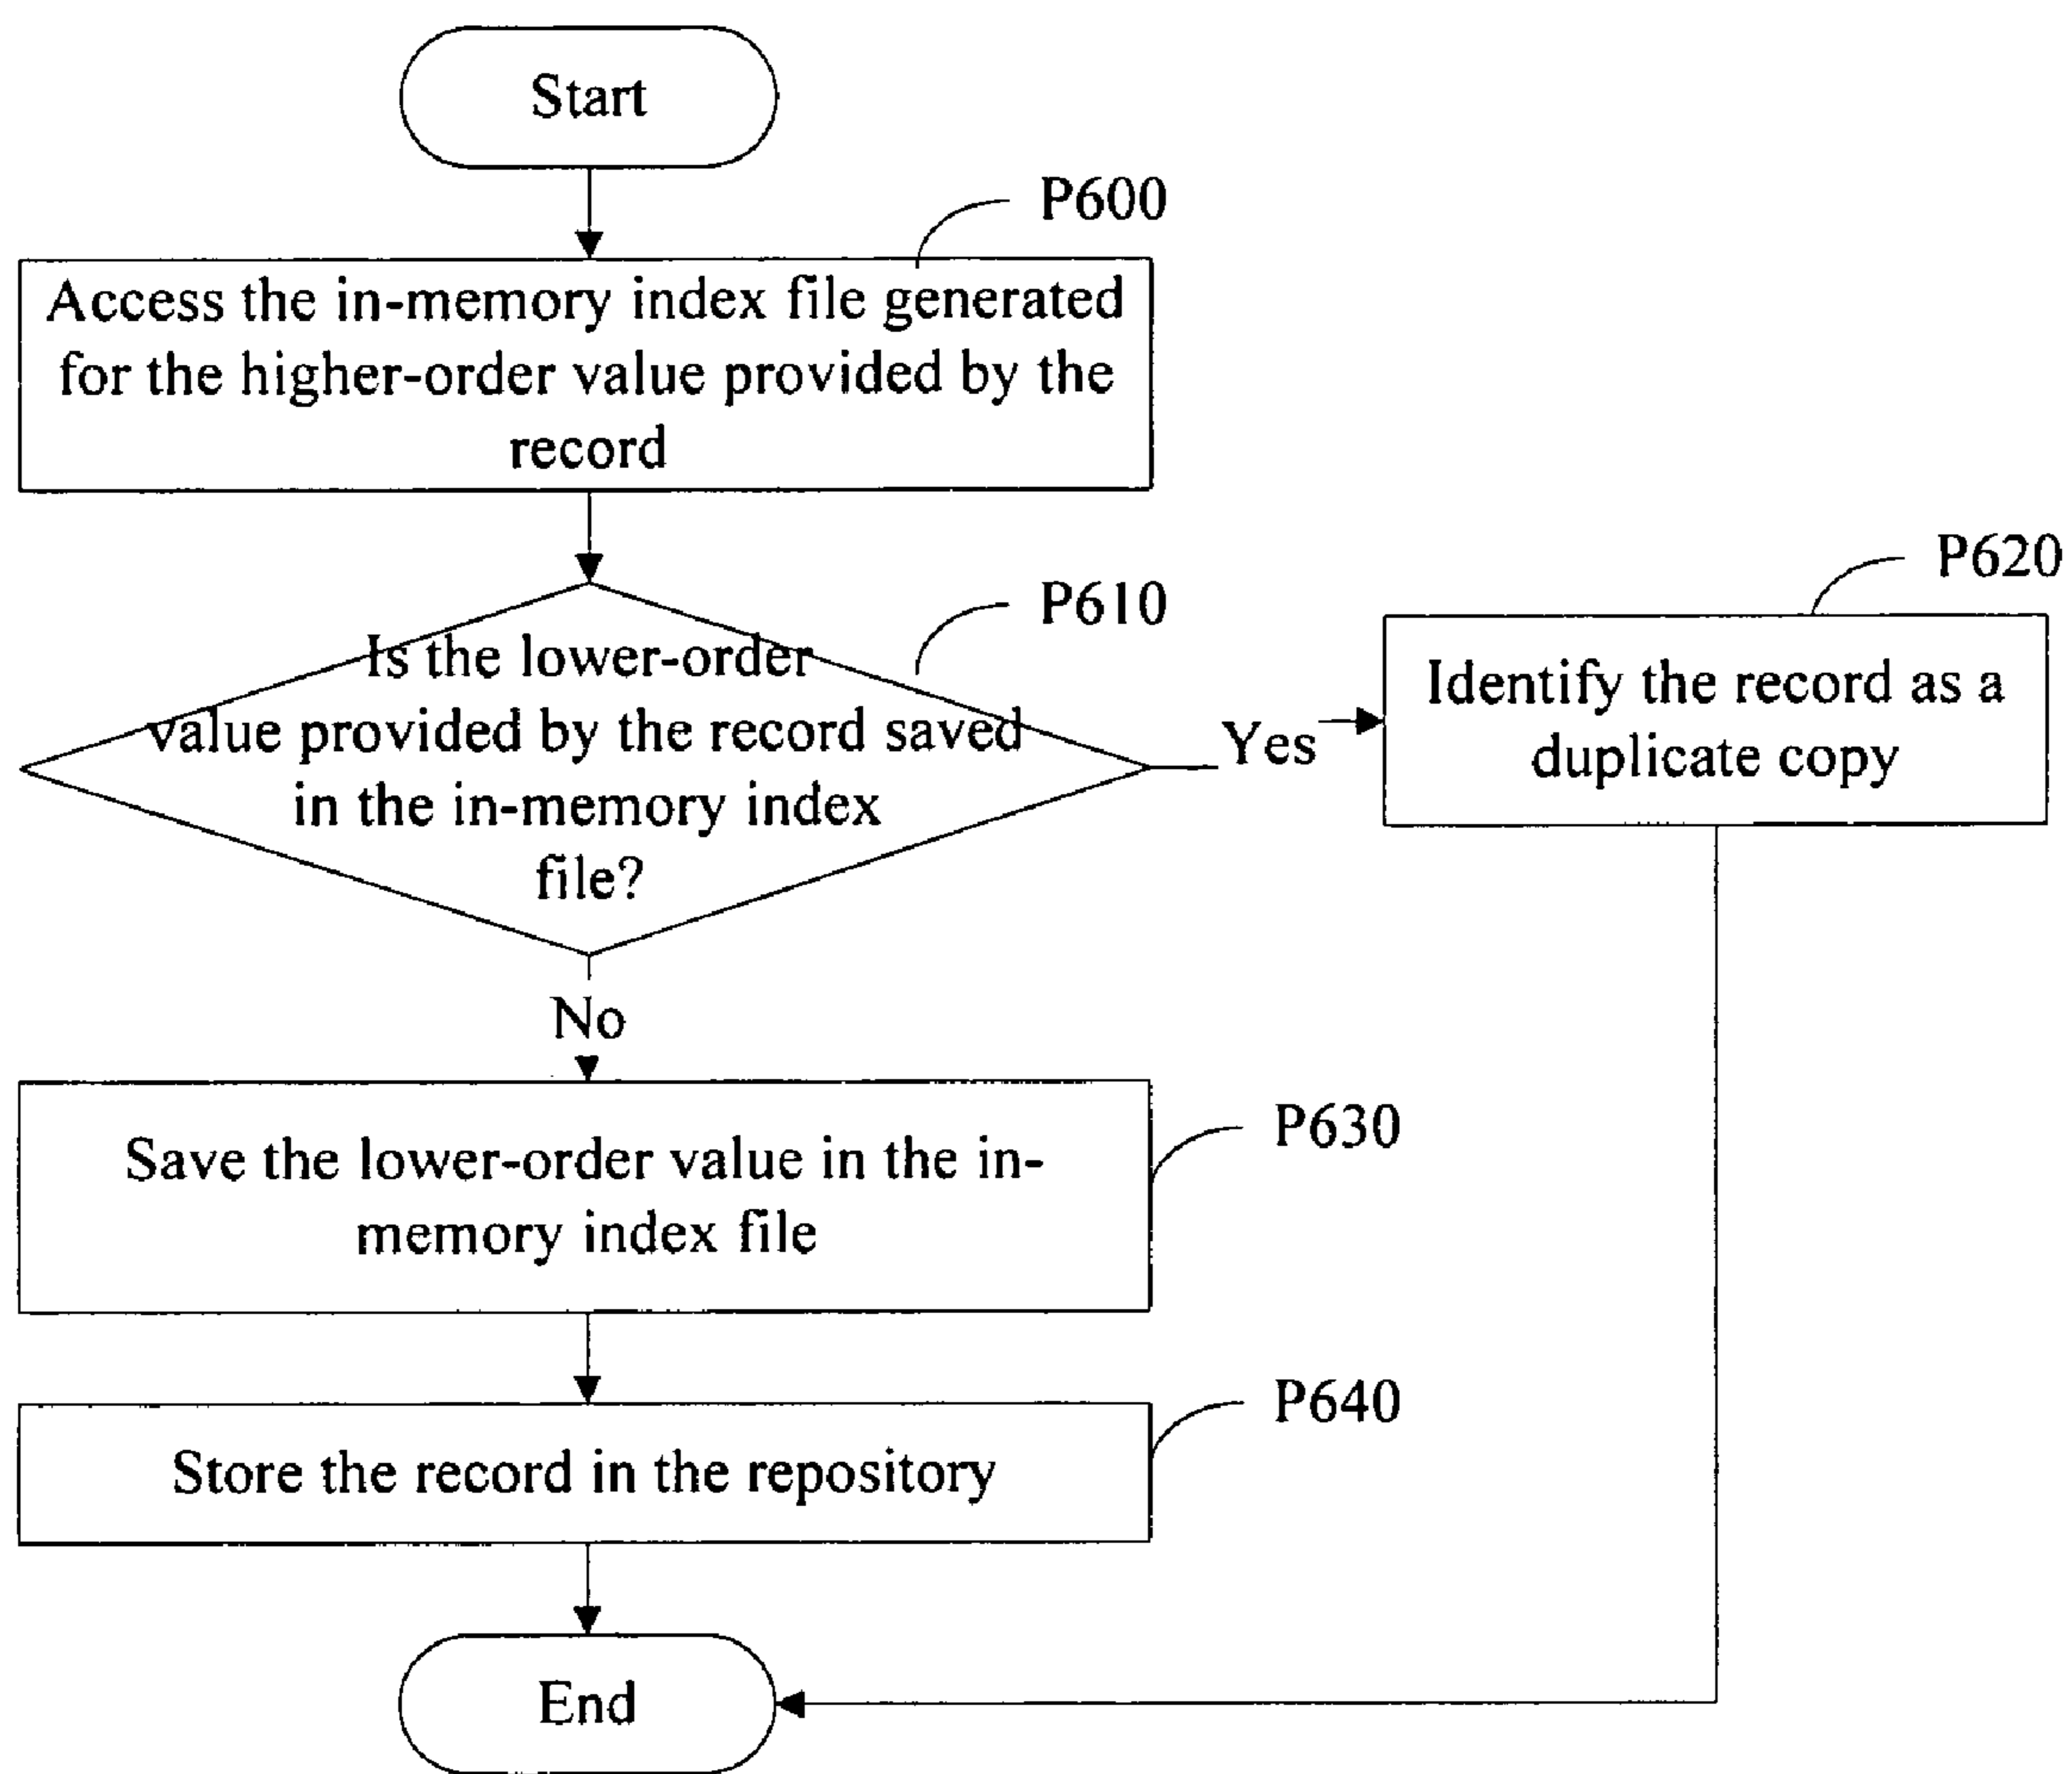 Start
P600
Access the in-memory index file generated
for the higher-order value provided by the
record
P610
Is the lower-order
value provided by the record saved
in the in-memory index
file?
Yes
P620
Identify the record as a
duplicate copy
No
P630
Save the lower-order value in the in-
memory index file
P640
Store the record in the repository
End